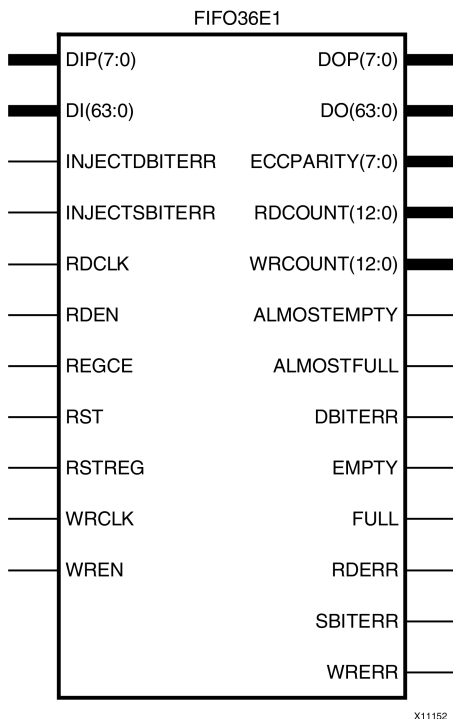 FIFO36E1
DIP(7:0) DOP(7:0)
DI(63:0) DO(63:0)
INJECTDBITERR ECCPARITY(7:0)
INJECTSBITERR RDCOUNT(12:0)
RDCLK WRCOUNT(12:0)
RDEN ALMOSTEMPTY
REGCE ALMOSTFULL
RST DBITERR
RSTREG EMPTY
WRCLK FULL
WREN RDERR
SBITERR
WRERR
X11152